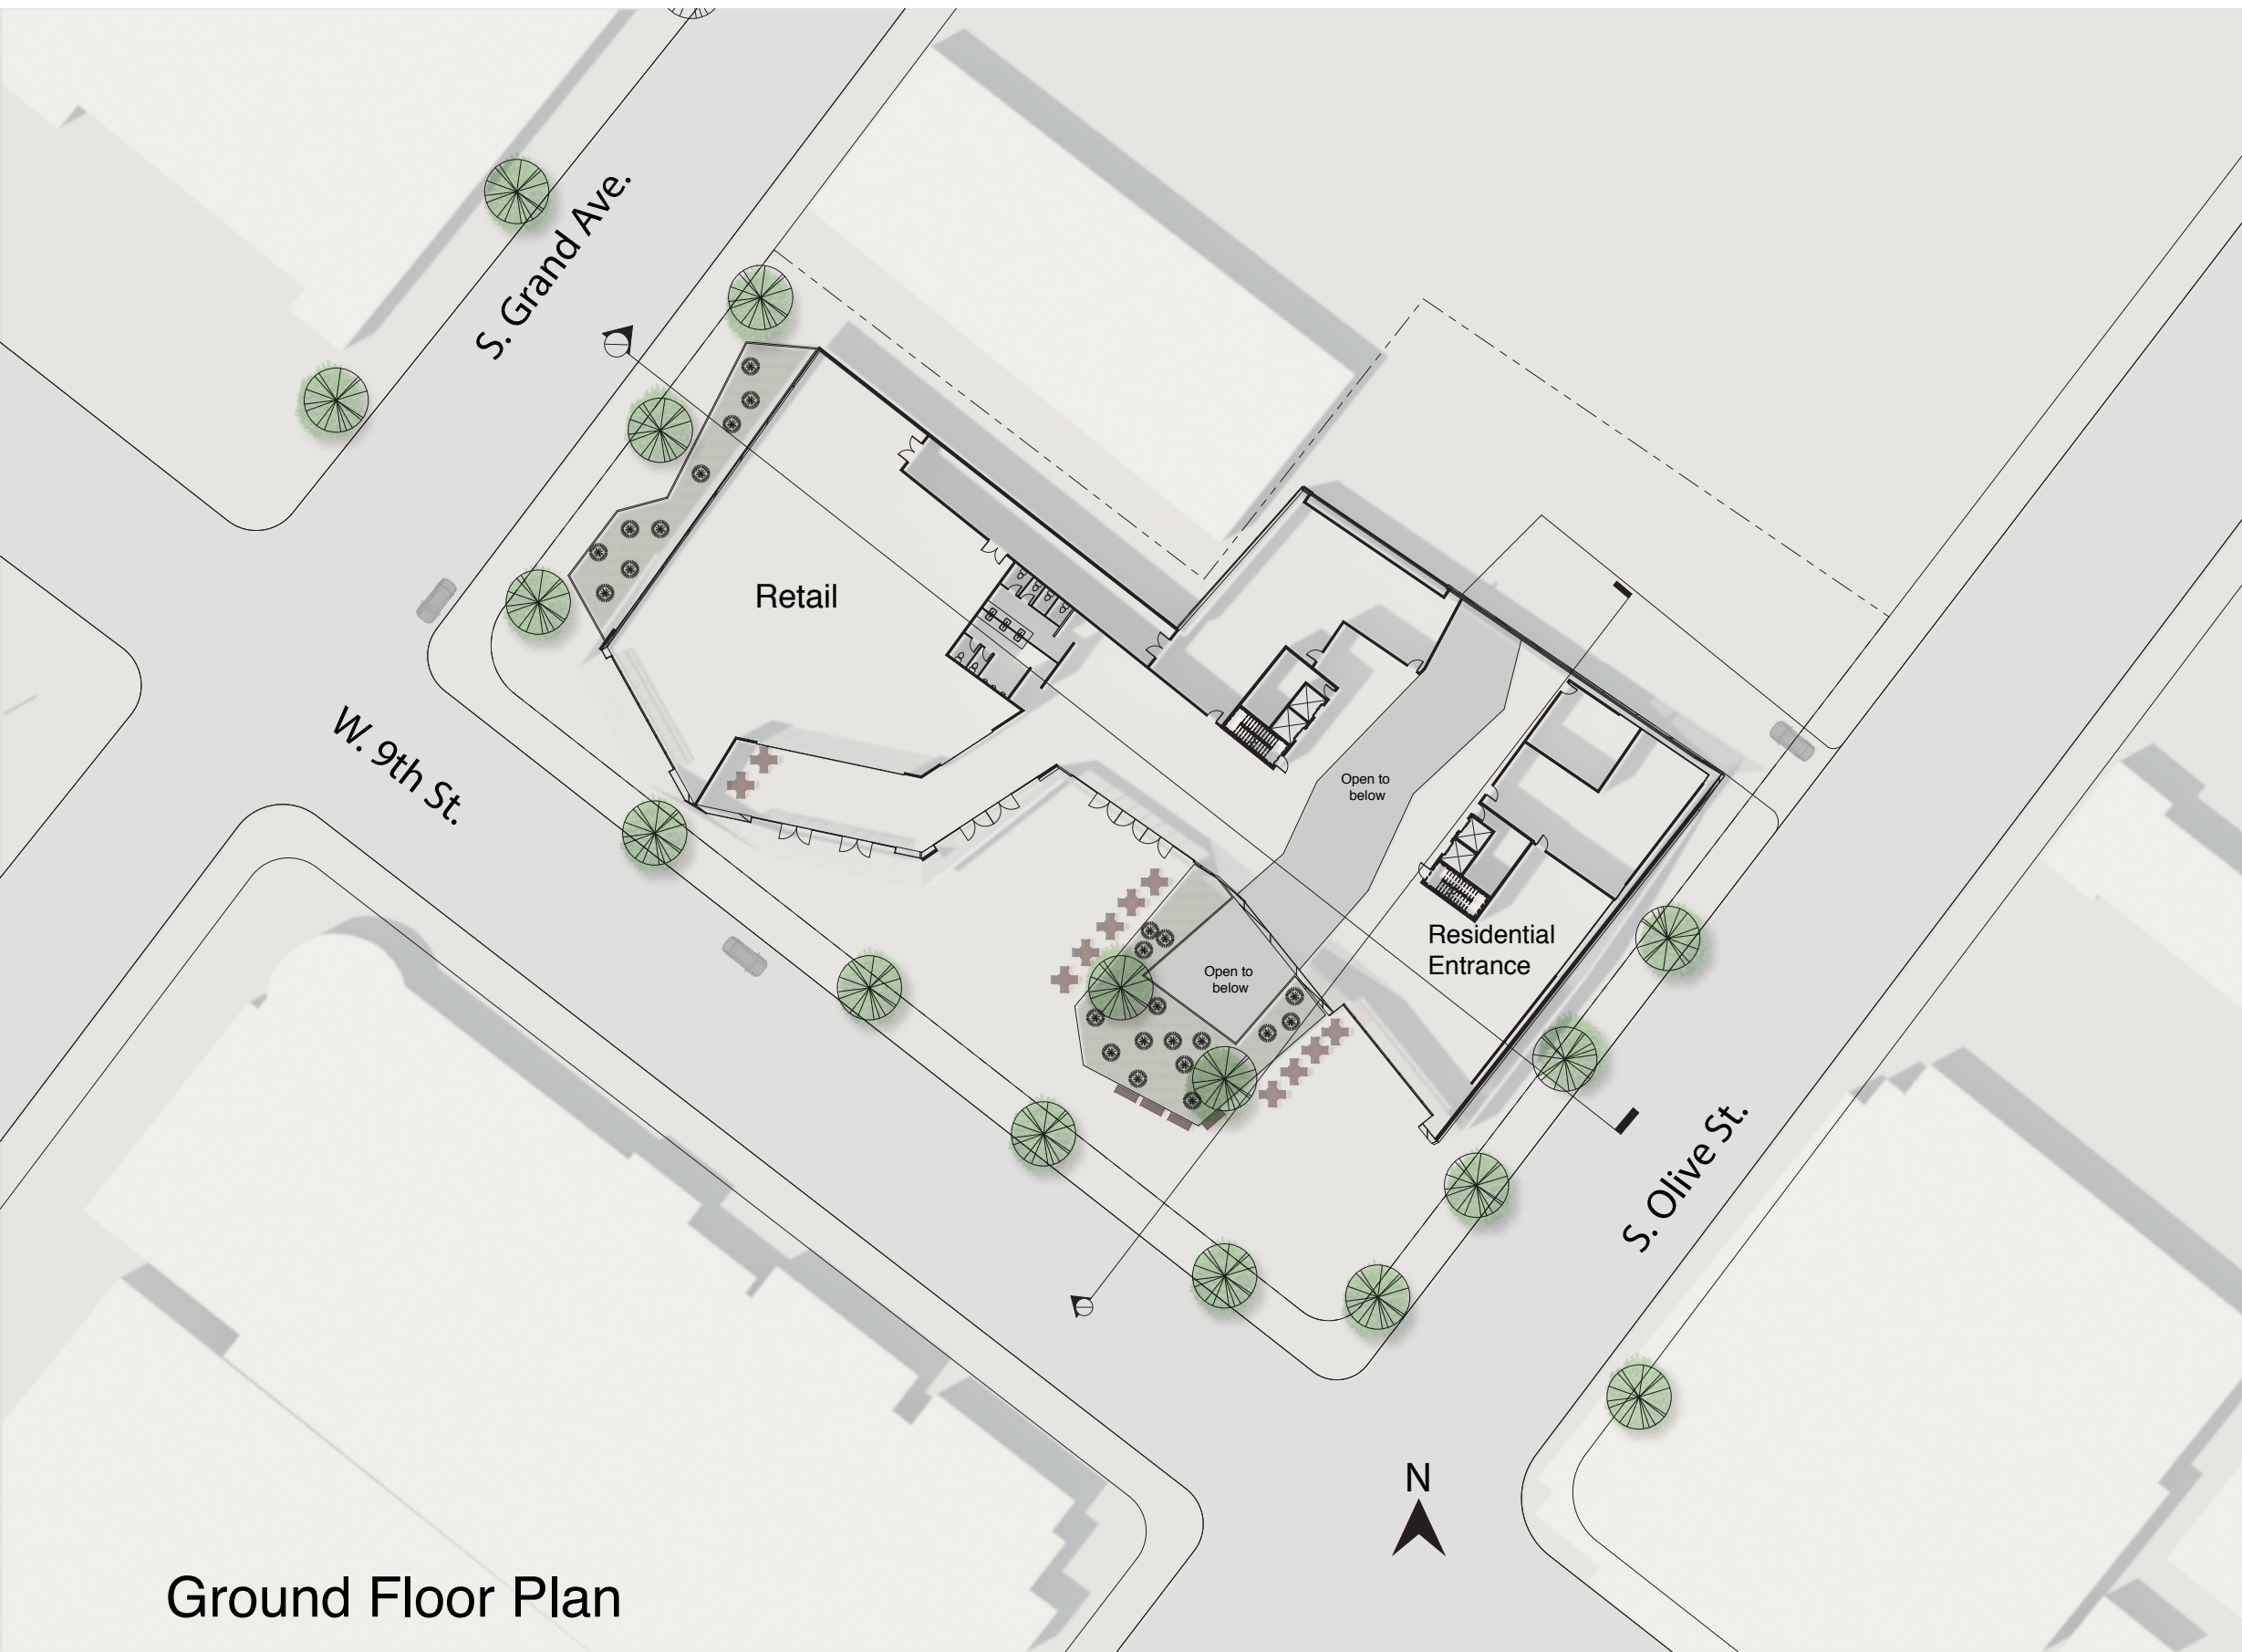 S. Grand Ave.
Retail
W. 9th St.
Open to
below
Residential
Entrance
Open to
below
S. Olive St.
N
Ground Floor Plan